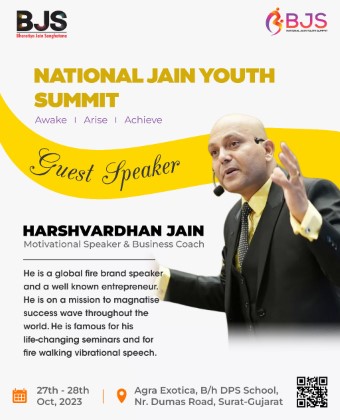 BJS
Bharatiya Jain Sanghatana
BJS
NATIONAL JAIN YOUTH SUMMIT
NATIONAL JAIN YOUTH
SUMMIT
Awake | Arise | Achieve
Guest Speaker
HARSHVARDHAN JAIN
Motivational Speaker & Business Coach
He is a global fire brand speaker
and a well known entrepreneur.
He is on a mission to magnatise
success wave throughout the
world. He is famous for his
life-changing seminars and for
fire walking vibrational speech.
27th - 28th
Oct, 2023
Agra Exotica, B/h DPS School,
Nr. Dumas Road, Surat-Gujarat